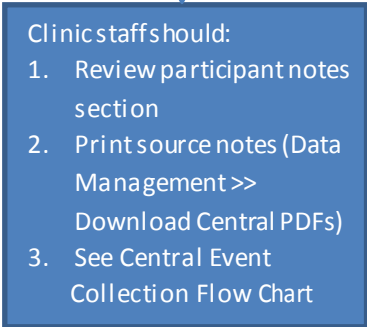 Clinic staff should:
1. Review participant notes
section
2. Print source notes (Data
Management >>
Download Central PDFs)
3. See Central Event
Collection Flow Chart